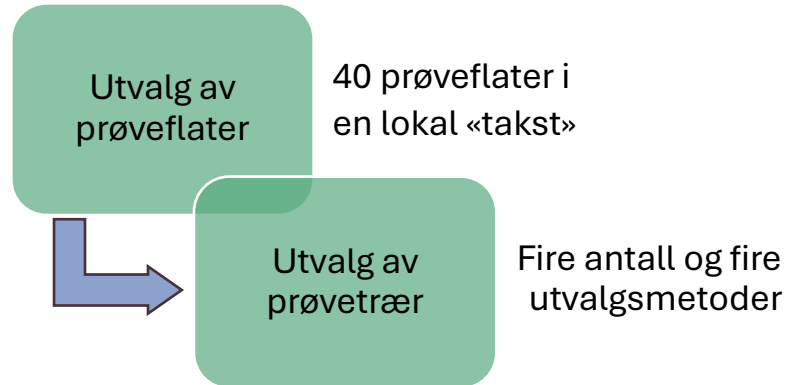 Utvalg av
prøveflater
40 prøveflater i
en lokal «takst»
Utvalg av
prøvetrær
Fire antall og fire
utvalgsmetoder